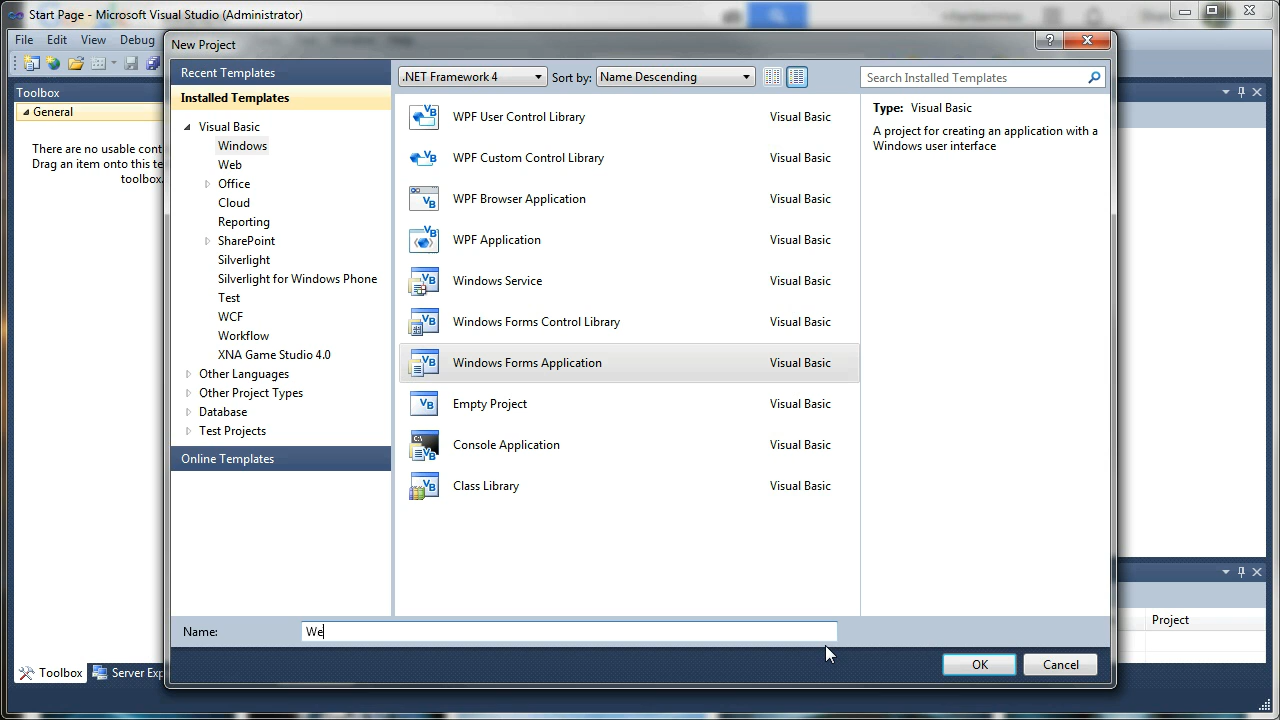 Start Page - Microsoft Visual Studio (Administrator)
File Edit View Debug
New Project
Toolbox
General
There are no usable cont
Drag an item onto this te
toolbox.
Recent Templates
Installed Templates
Visual Basic
Windows
Web
Office
Cloud
Reporting
SharePoint
Silverlight
Silverlight for Windows Phone
Test
WCF
Workflow
XNA Game Studio 4.0
Other Languages
Other Project Types
Database
Test Projects
Online Templates
.NET Framework 4 Sort by: Name Descending
Search Installed Templates
WPF User Control Library Visual Basic
WPF Custom Control Library Visual Basic
WPF Browser Application Visual Basic
WPF Application Visual Basic
Windows Service Visual Basic
Windows Forms Control Library Visual Basic
Windows Forms Application Visual Basic
Empty Project Visual Basic
Console Application Visual Basic
Class Library Visual Basic
Type: Visual Basic
A project for creating an application with a
Windows user interface
Name: We
OK Cancel
Project
Toolbox Server Exp